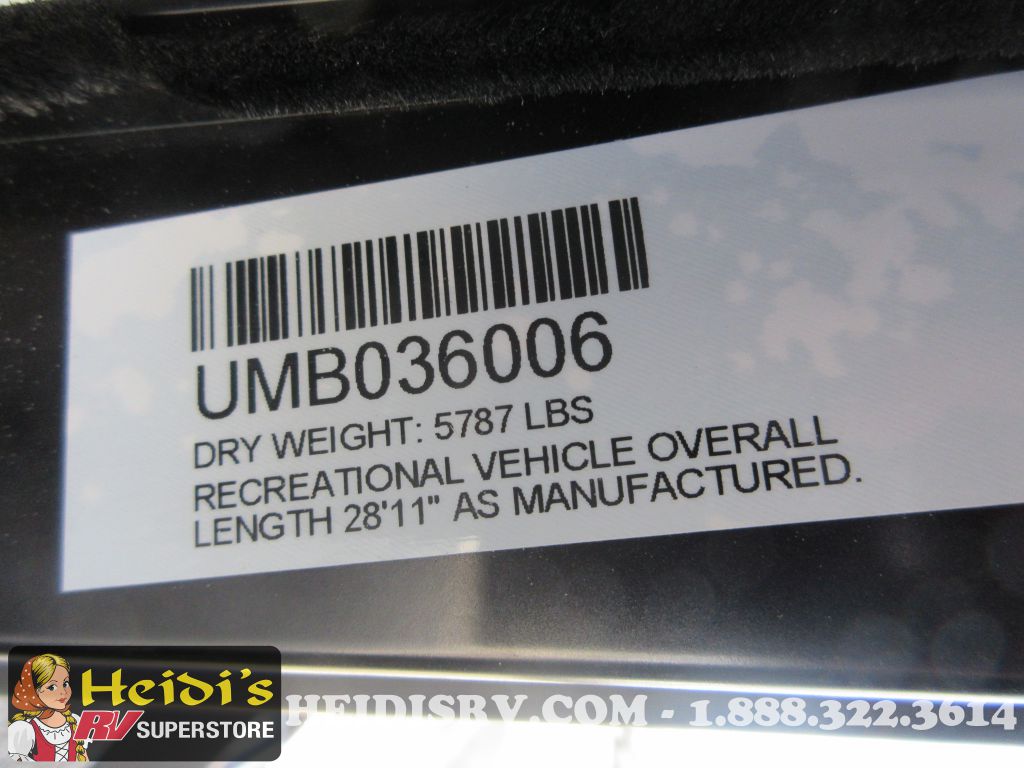 UMB036006
DRY WEIGHT: 5787 LBS
RECREATIONAL VEHICLE OVERALL
LENGTH 28'11" AS MANUFACTURED.
Heidi's
RV SUPERSTORE
HEIDISRV.COM - 1.888.322.3614